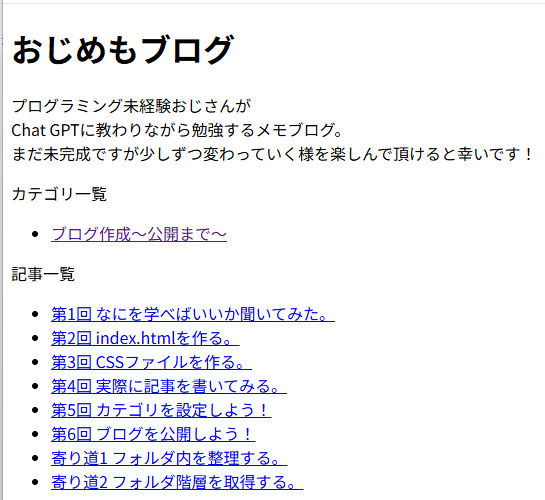 おじめもブログ
プログラミング未経験おじさんが
Chat GPTに教わりながら勉強するメモブログ。
まだ未完成ですが少しずつ変わっていく様を楽しんで頂けると幸いです！
カテゴリ一覧
ブログ作成～公開まで～
記事一覧
第1回 なにを学べばいいか聞いてみた。
第2回 index.htmlを作る。
第3回 CSSファイルを作る。
第4回 実際に記事を書いてみる。
第5回 カテゴリを設定しよう！
第6回 ブログを公開しよう！
寄り道1 フォルダ内を整理する。
寄り道2 フォルダ階層を取得する。